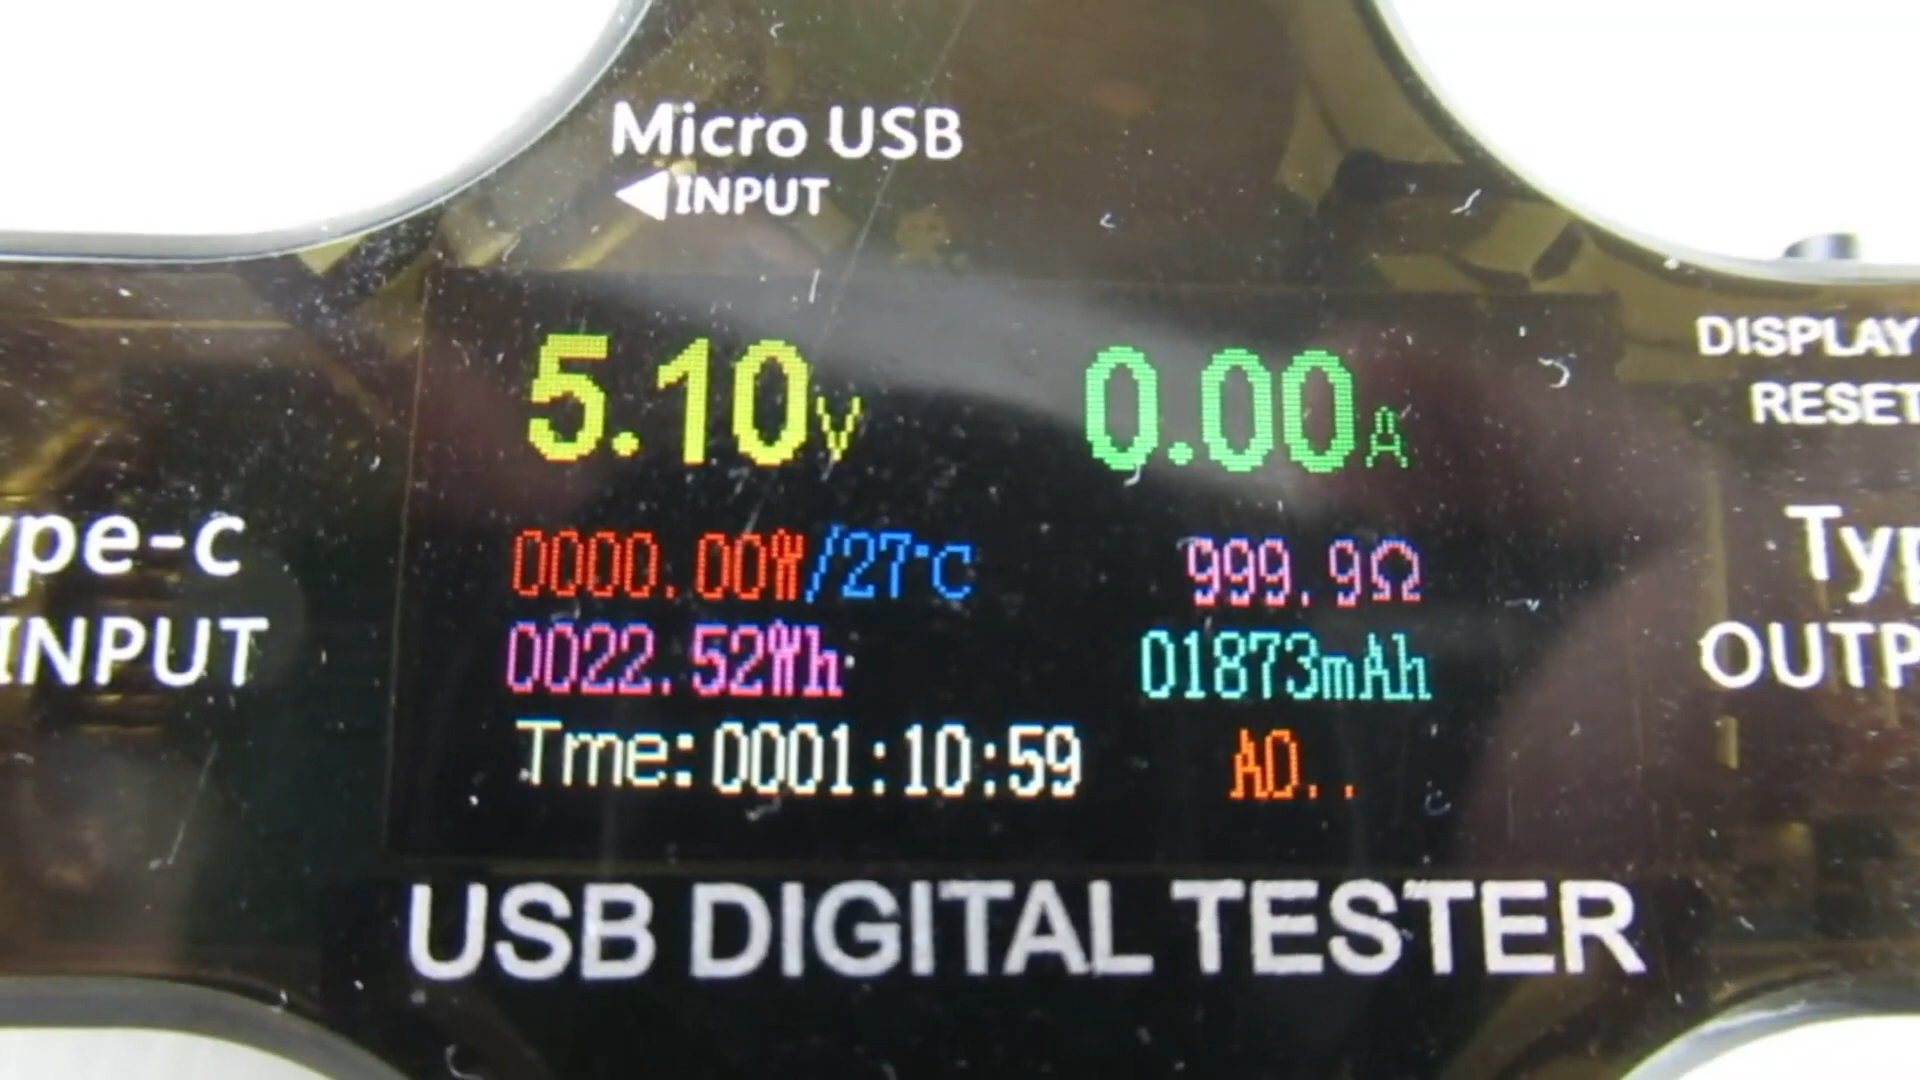 Micro USB
◀INPUT
DISPLAY
RESET
5.10V 0.00A
0000.00W/27°C 999.9Ω
0022.52Wh 01873mAh
Tme:0001:10:59 A0..
ype-c
INPUT
Typ
OUTP
USB DIGITAL TESTER